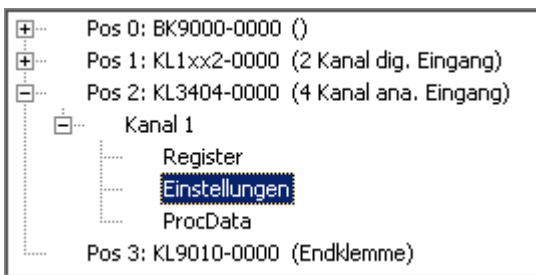 Pos 0: BK9000-0000 ()
Pos 1: KL1xx2-0000 (2 Kanal dig. Eingang)
Pos 2: KL3404-0000 (4 Kanal ana. Eingang)
Kanal 1
Register
Einstellungen
ProcData
Pos 3: KL9010-0000 (Endklemme)